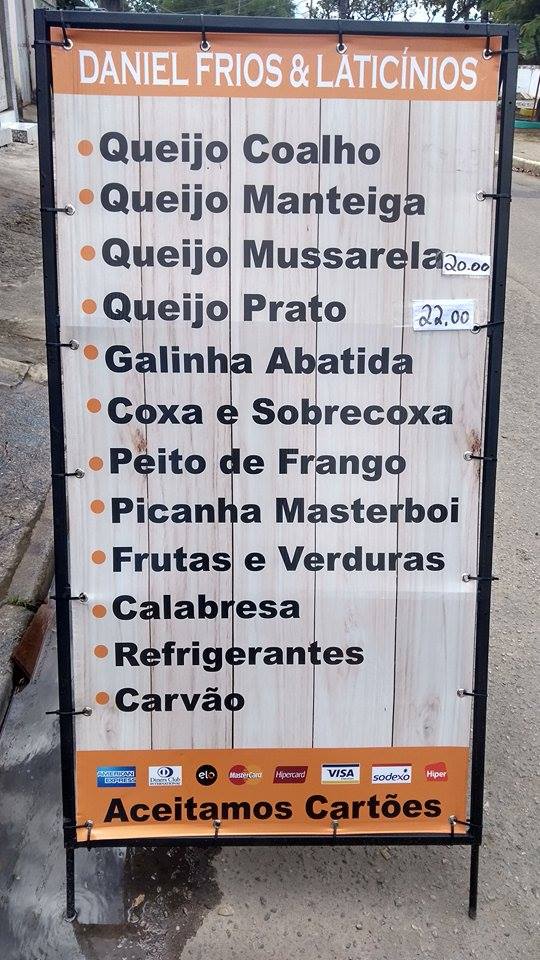 DANIEL FRIOS & LATICÍNIOS
Queijo Coalho
Queijo Manteiga
Queijo Mussarela 20.00
Queijo Prato 22.00
Galinha Abatida
Coxa e Sobrecoxa
Peito de Frango
Picanha Masterboi
Frutas e Verduras
Calabresa
Refrigerantes
Carvão
AMERICAN EXPRESS Diners Club INTERNATIONAL elo MasterCard Hipercard VISA sodexo Hiper
Aceitamos Cartões